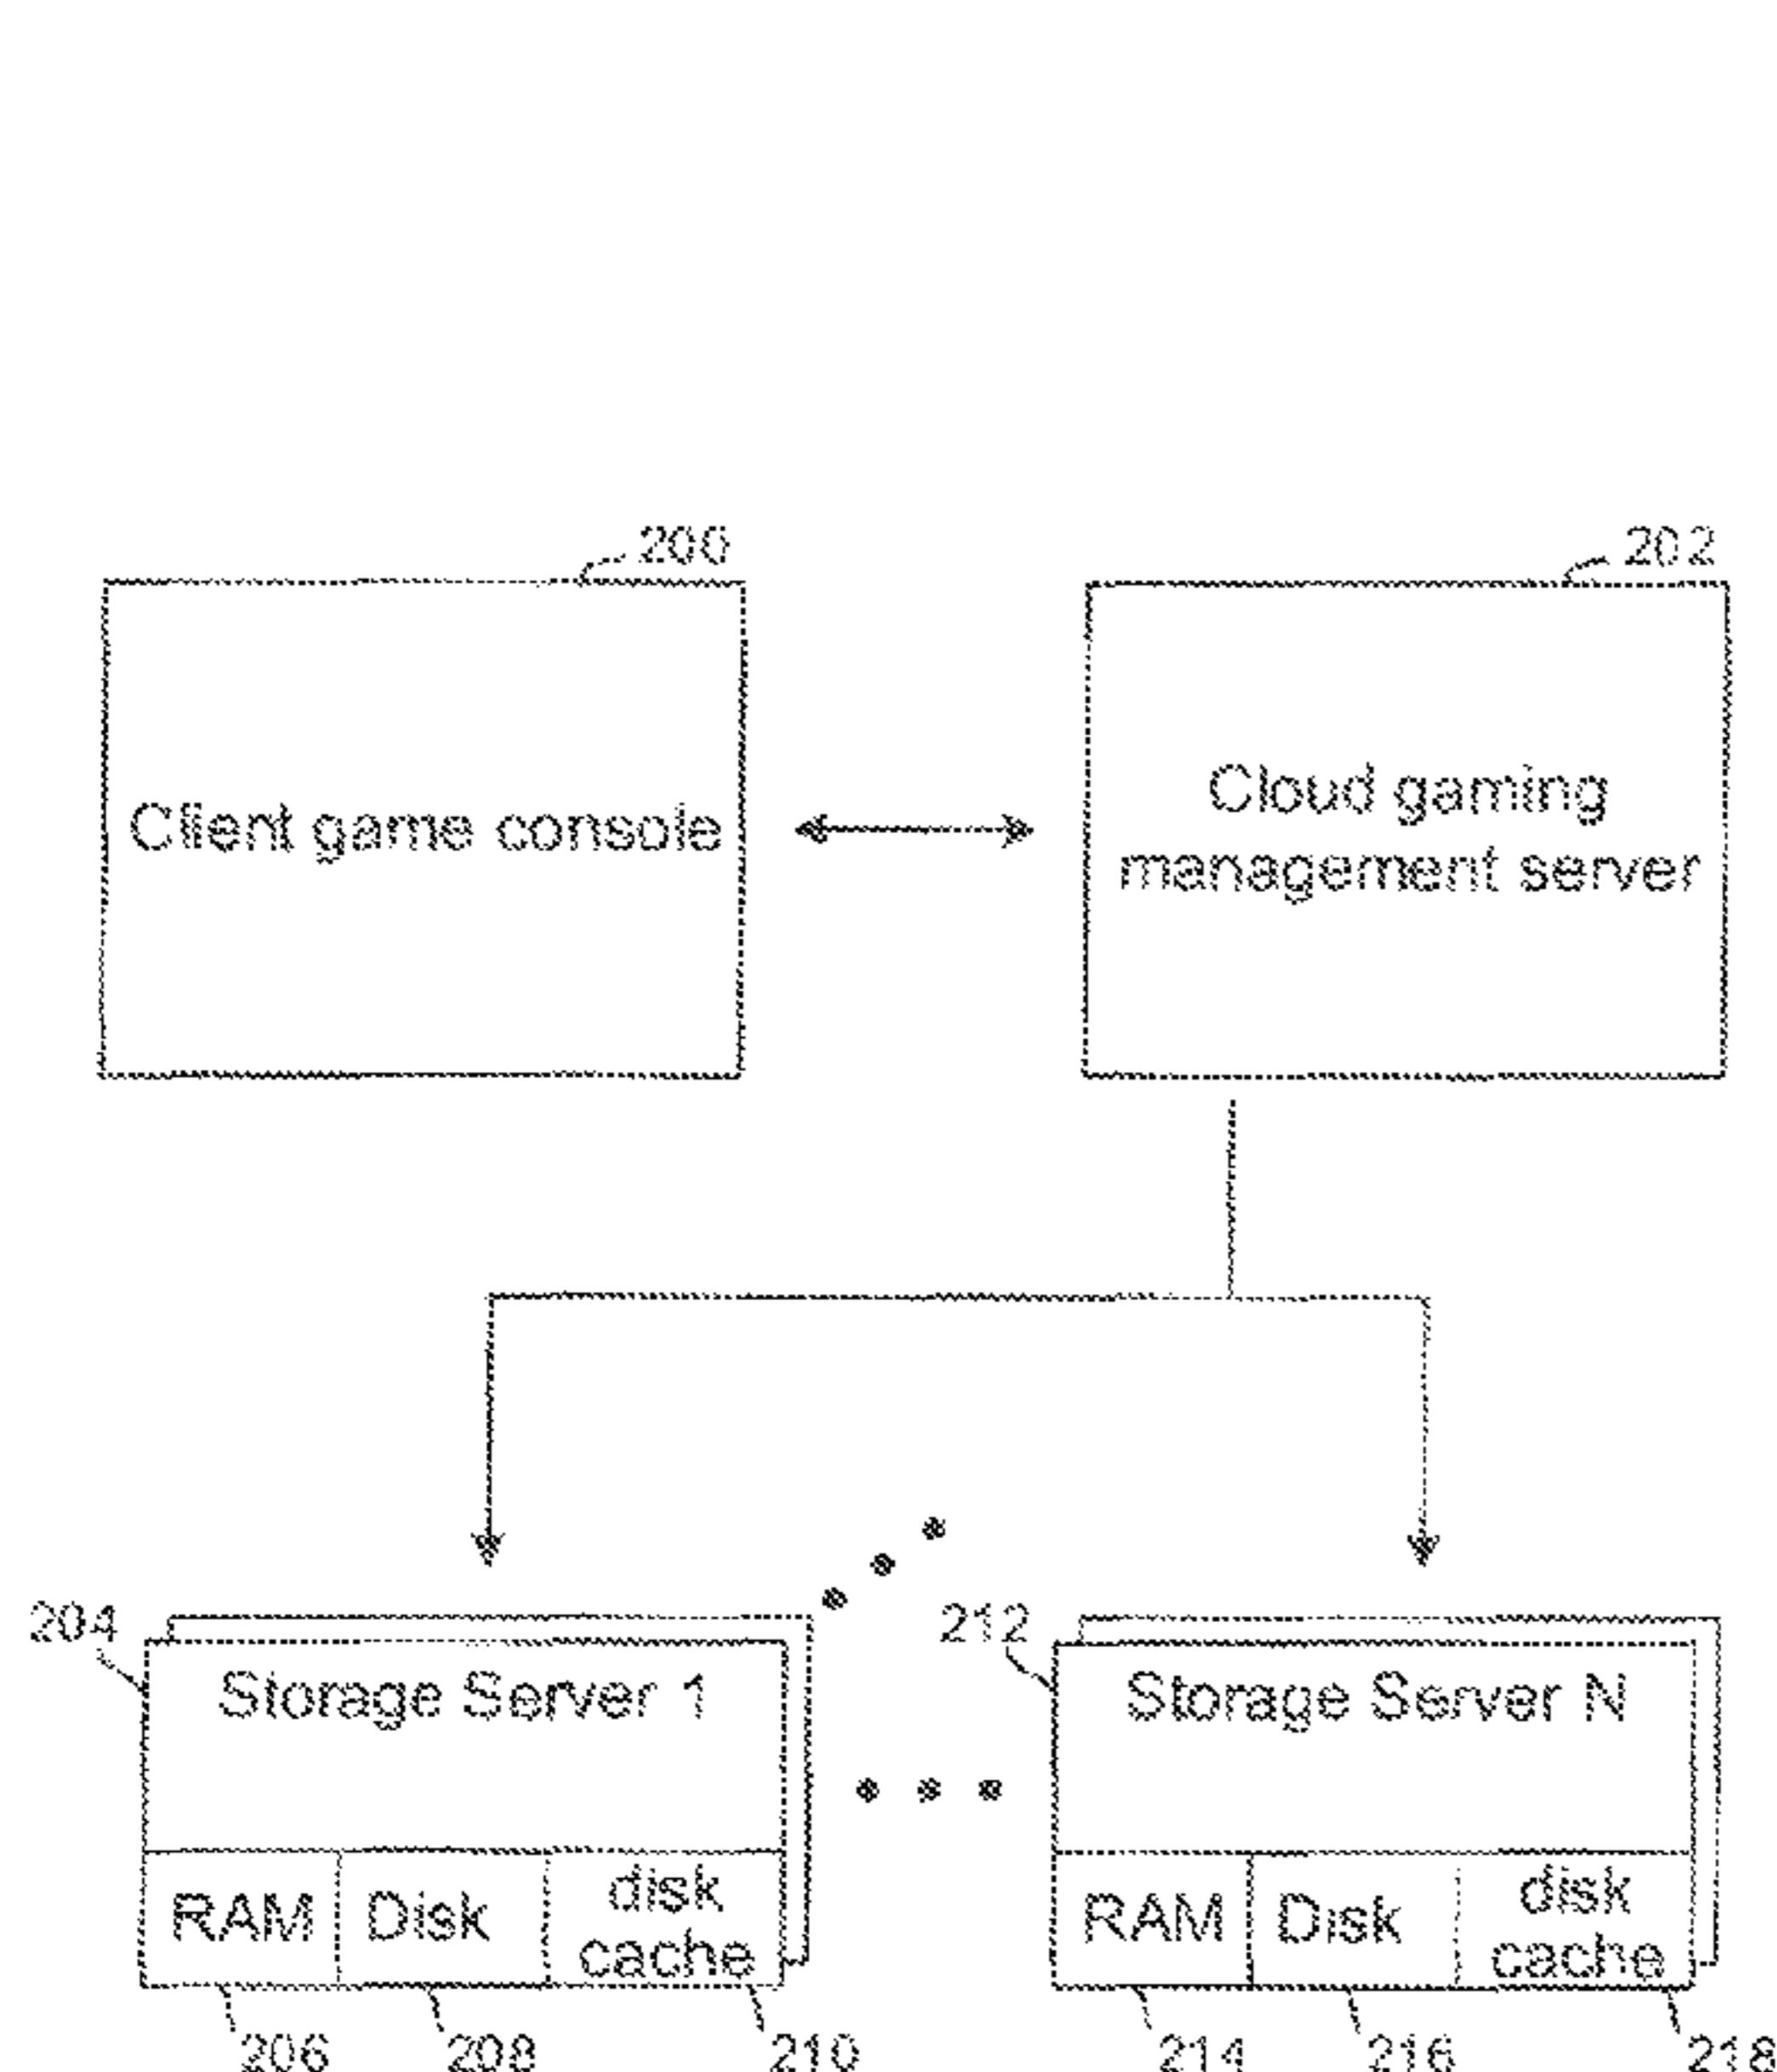 200
202
Client game console
Cloud gaming
management server
204
212
Storage Server 1
Storage Server N
RAM
Disk
disk
cache
RAM
Disk
disk
cache
206
208
210
214
216
218